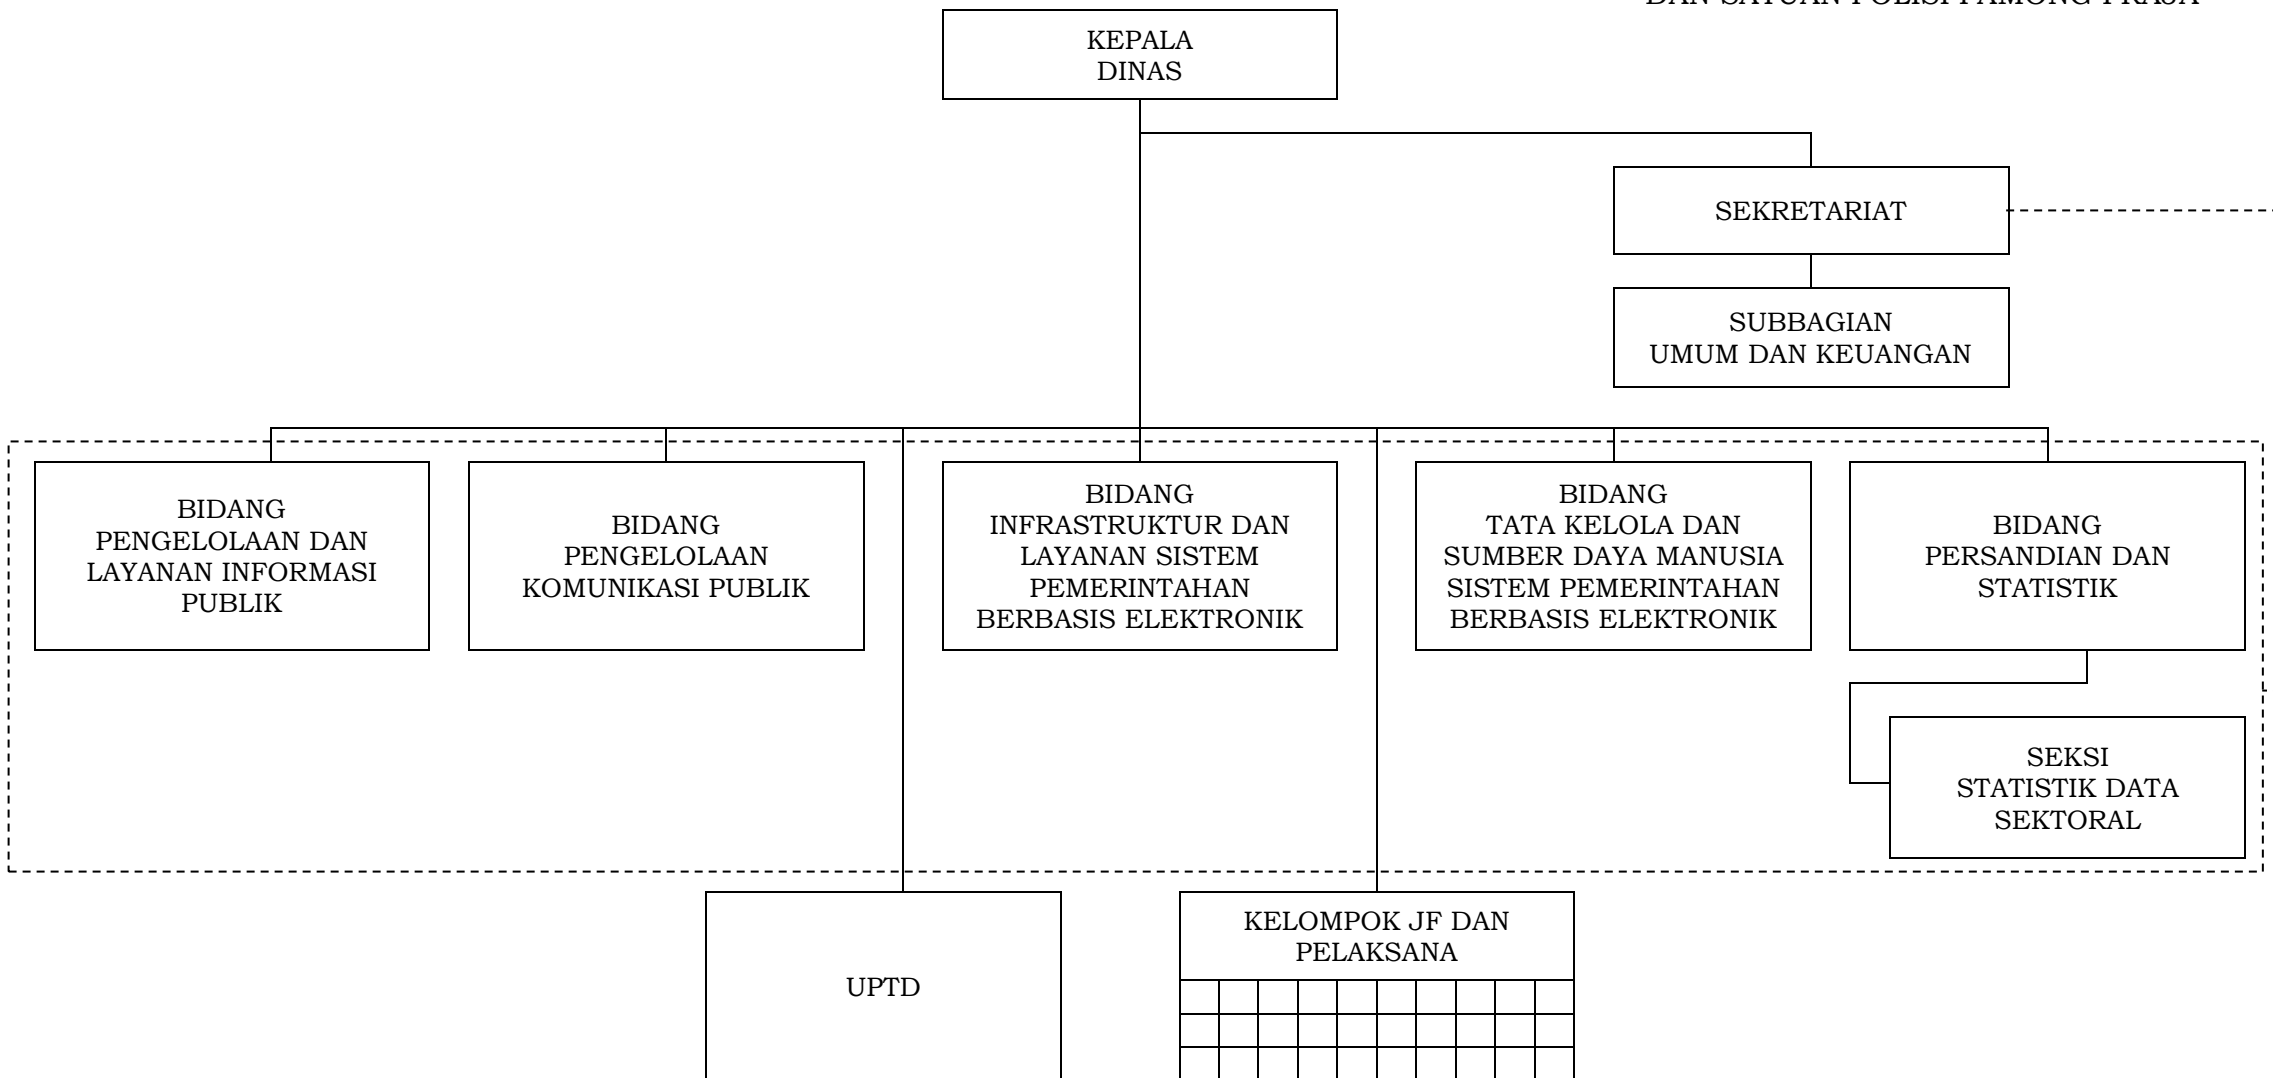 DAN SATUAN POLISI PAMONG PRAJA
KEPALA
DINAS
SEKRETARIAT
SUBBAGIAN
UMUM DAN KEUANGAN
BIDANG
PENGELOLAAN DAN
LAYANAN INFORMASI
PUBLIK
BIDANG
PENGELOLAAN
KOMUNIKASI PUBLIK
BIDANG
INFRASTRUKTUR DAN
LAYANAN SISTEM
PEMERINTAHAN
BERBASIS ELEKTRONIK
BIDANG
TATA KELOLA DAN
SUMBER DAYA MANUSIA
SISTEM PEMERINTAHAN
BERBASIS ELEKTRONIK
BIDANG
PERSANDIAN DAN
STATISTIK
SEKSI
STATISTIK DATA
SEKTORAL
UPTD
KELOMPOK JF DAN
PELAKSANA